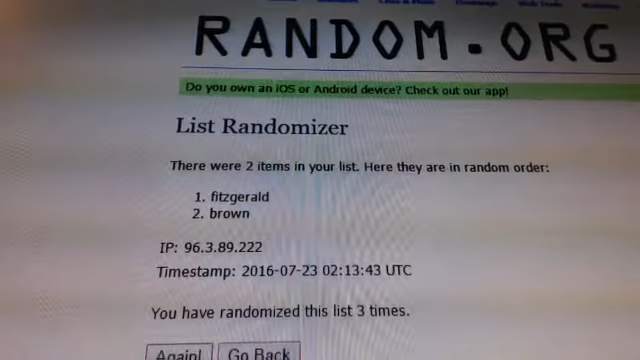 RANDOM.ORG
Do you own an iOS or Android device? Check out our app!
List Randomizer
There were 2 items in your list. Here they are in random order:
1. fitzgerald
2. brown
IP: 96.3.89.222
Timestamp: 2016-07-23 02:13:43 UTC
You have randomized this list 3 times.
Again! Go Back